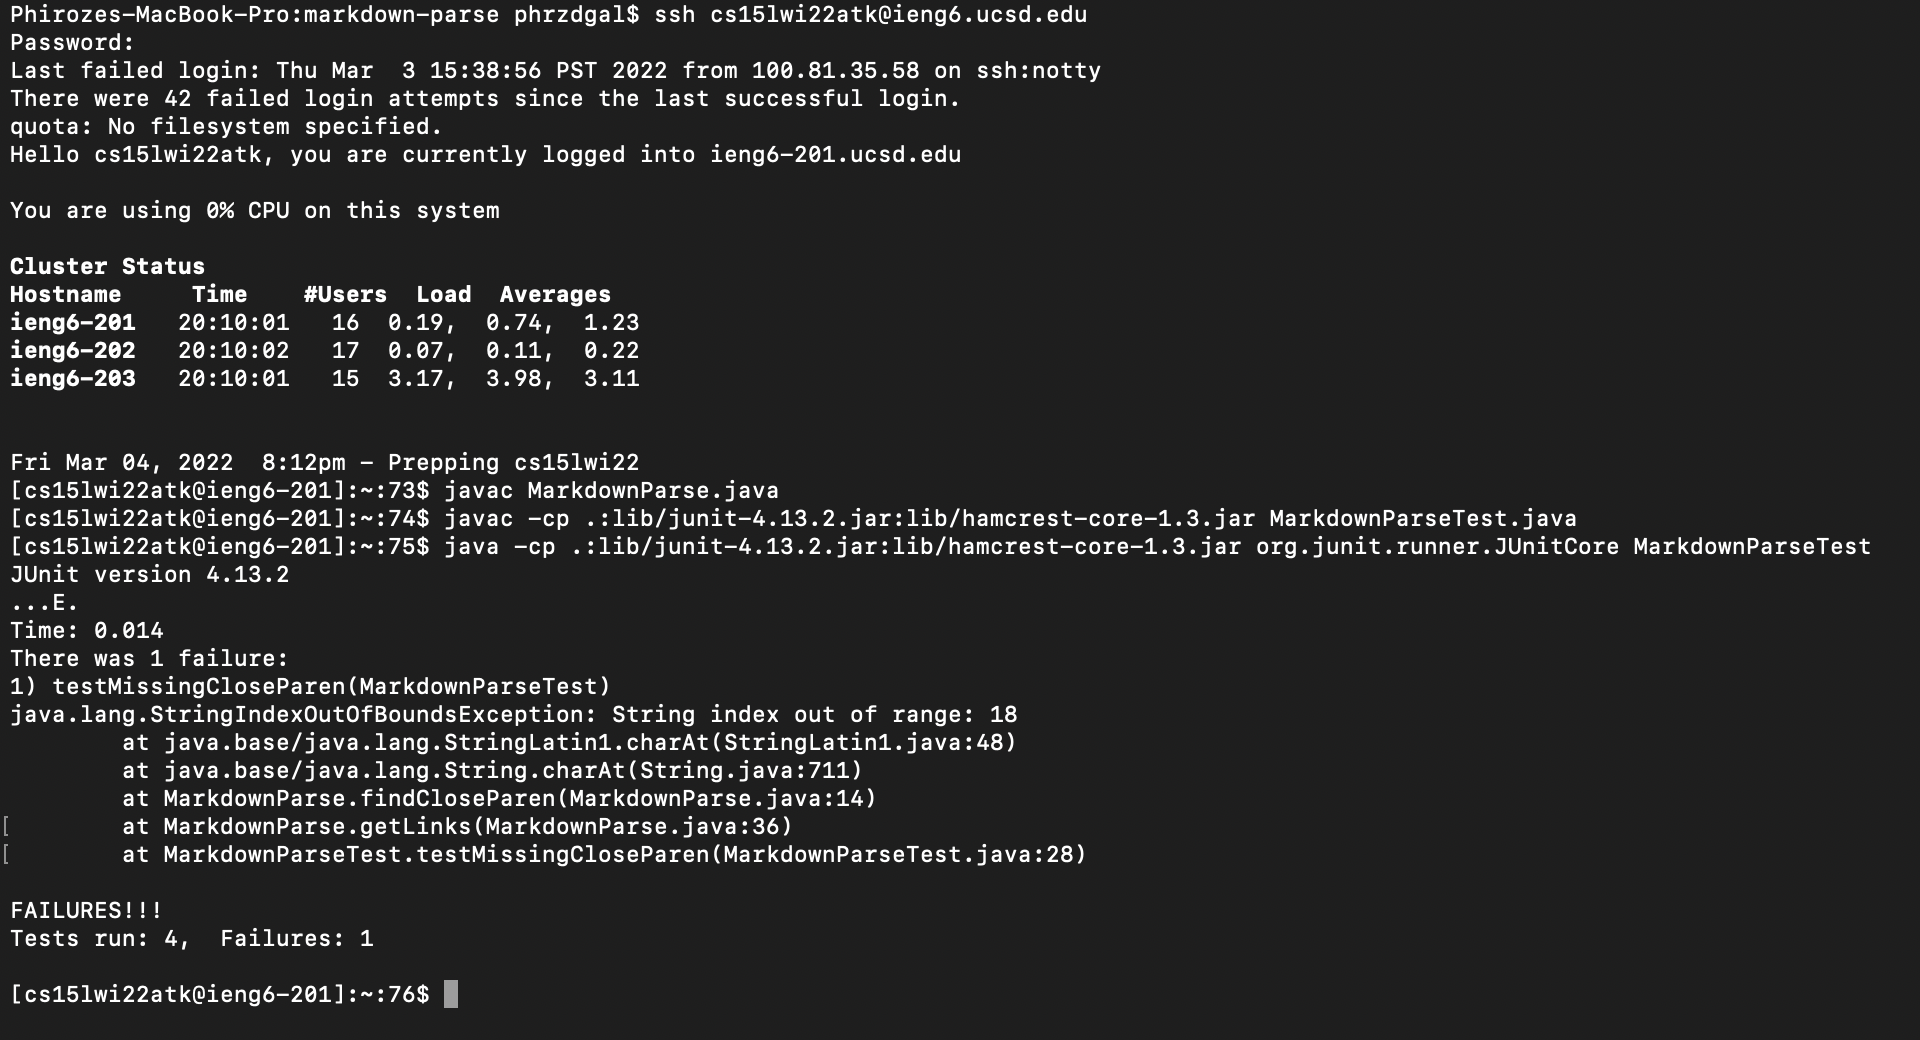 Phirozes-MacBook-Pro:markdown-parse phrzdgal$ ssh cs15lwi22atk@ieng6.ucsd.edu
Password:
Last failed login: Thu Mar  3 15:38:56 PST 2022 from 100.81.35.58 on ssh:notty
There were 42 failed login attempts since the last successful login.
quota: No filesystem specified.
Hello cs15lwi22atk, you are currently logged into ieng6-201.ucsd.edu
You are using 0% CPU on this system
Cluster Status
Hostname     Time    #Users  Load  Averages
ieng6-201   20:10:01   16  0.19,  0.74,  1.23
ieng6-202   20:10:02   17  0.07,  0.11,  0.22
ieng6-203   20:10:01   15  3.17,  3.98,  3.11
Fri Mar 04, 2022  8:12pm - Prepping cs15lwi22
[cs15lwi22atk@ieng6-201]:~:73$ javac MarkdownParse.java
[cs15lwi22atk@ieng6-201]:~:74$ javac -cp .:lib/junit-4.13.2.jar:lib/hamcrest-core-1.3.jar MarkdownParseTest.java
[cs15lwi22atk@ieng6-201]:~:75$ java -cp .:lib/junit-4.13.2.jar:lib/hamcrest-core-1.3.jar org.junit.runner.JUnitCore MarkdownParseTest
JUnit version 4.13.2
...E.
Time: 0.014
There was 1 failure:
1) testMissingCloseParen(MarkdownParseTest)
java.lang.StringIndexOutOfBoundsException: String index out of range: 18
        at java.base/java.lang.StringLatin1.charAt(StringLatin1.java:48)
        at java.base/java.lang.String.charAt(String.java:711)
        at MarkdownParse.findCloseParen(MarkdownParse.java:14)
[        at MarkdownParse.getLinks(MarkdownParse.java:36)
[        at MarkdownParseTest.testMissingCloseParen(MarkdownParseTest.java:28)
FAILURES!!!
Tests run: 4,  Failures: 1
[cs15lwi22atk@ieng6-201]:~:76$